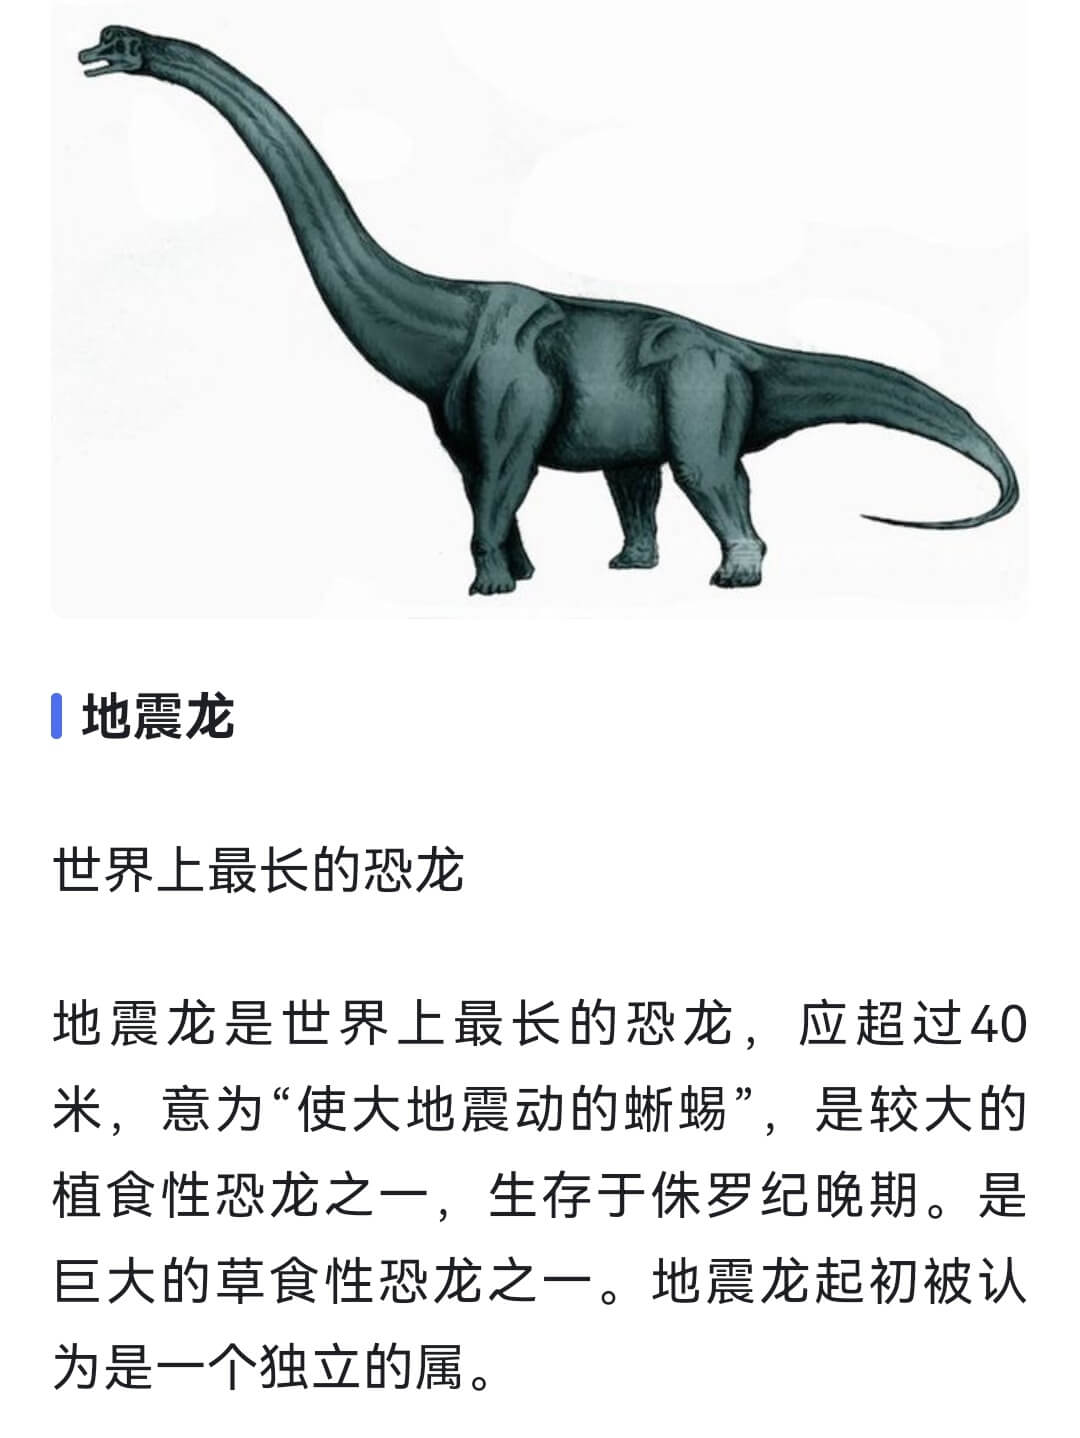 地震龙
世界上最长的恐龙
地震龙是世界上最长的恐龙，应超过40
米，意为“使大地震动的蜥蜴”，是较大的
植食性恐龙之一，生存于侏罗纪晚期。是
巨大的草食性恐龙之一。地震龙起初被认
为是一个独立的属。